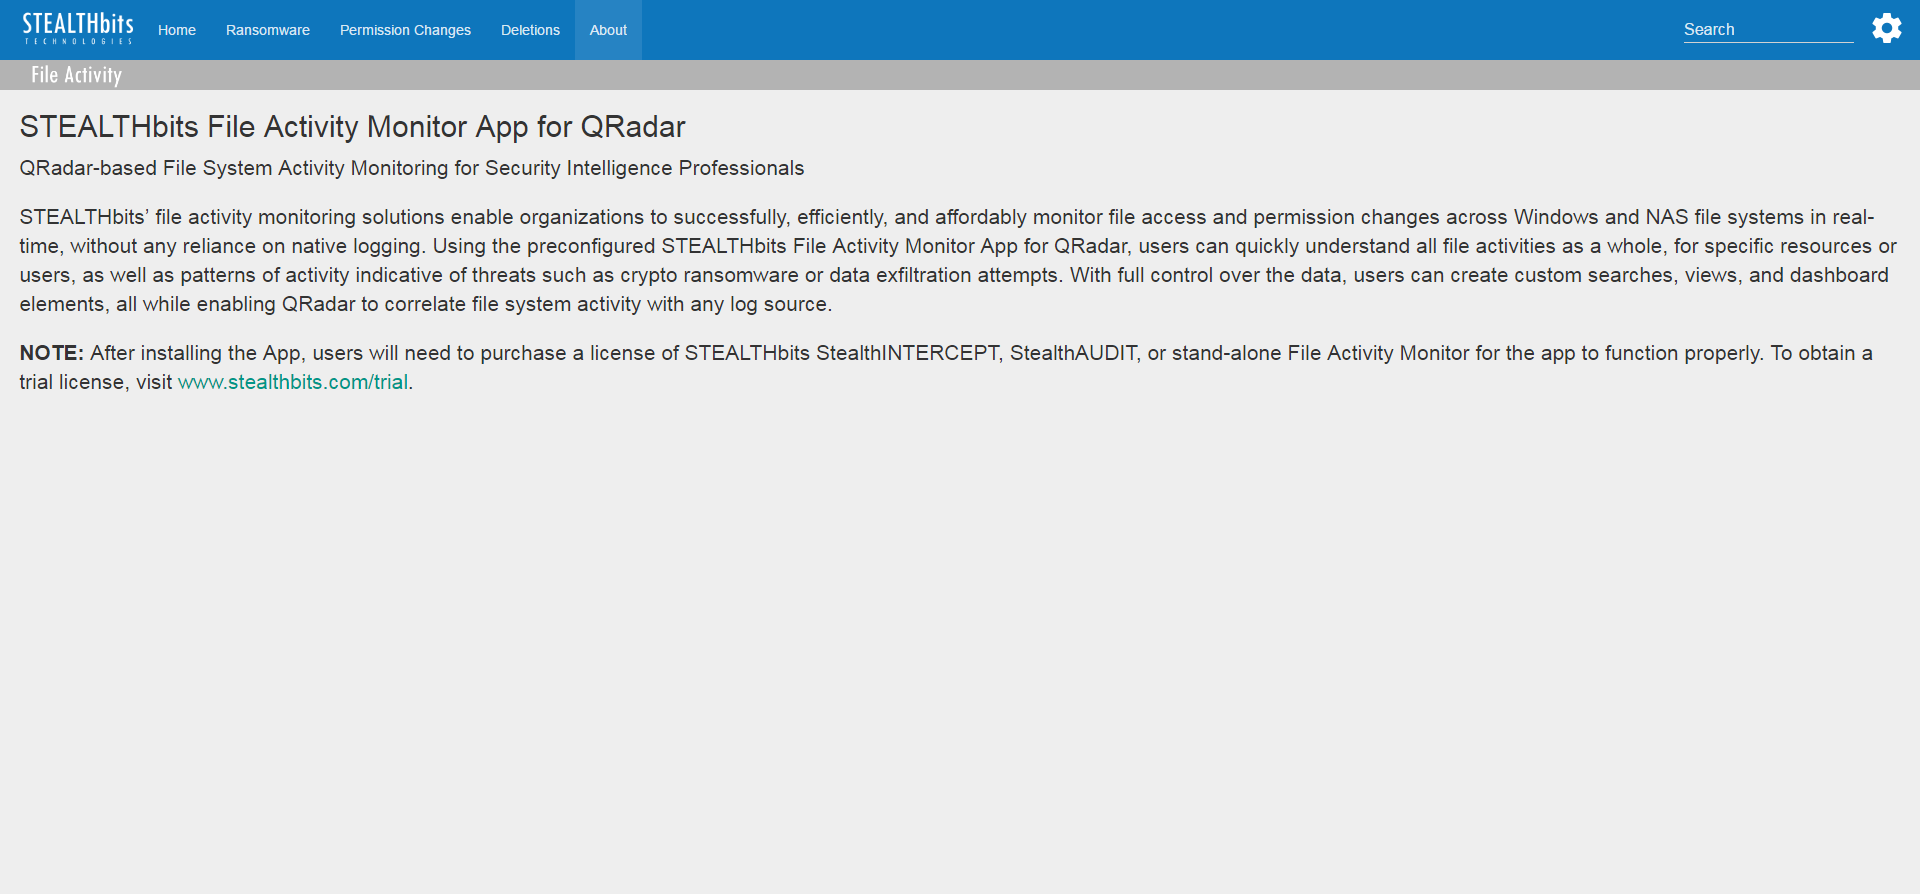 STEALTHbits
TECHNOLOGIES
Home
Ransomware
Permission Changes
Deletions
About
Search
File Activity
STEALTHbits File Activity Monitor App for QRadar
QRadar-based File System Activity Monitoring for Security Intelligence Professionals
STEALTHbits’ file activity monitoring solutions enable organizations to successfully, efficiently, and affordably monitor file access and permission changes across Windows and NAS file systems in real-
time, without any reliance on native logging. Using the preconfigured STEALTHbits File Activity Monitor App for QRadar, users can quickly understand all file activities as a whole, for specific resources or
users, as well as patterns of activity indicative of threats such as crypto ransomware or data exfiltration attempts. With full control over the data, users can create custom searches, views, and dashboard
elements, all while enabling QRadar to correlate file system activity with any log source.
NOTE: After installing the App, users will need to purchase a license of STEALTHbits StealthINTERCEPT, StealthAUDIT, or stand-alone File Activity Monitor for the app to function properly. To obtain a
trial license, visit www.stealthbits.com/trial.